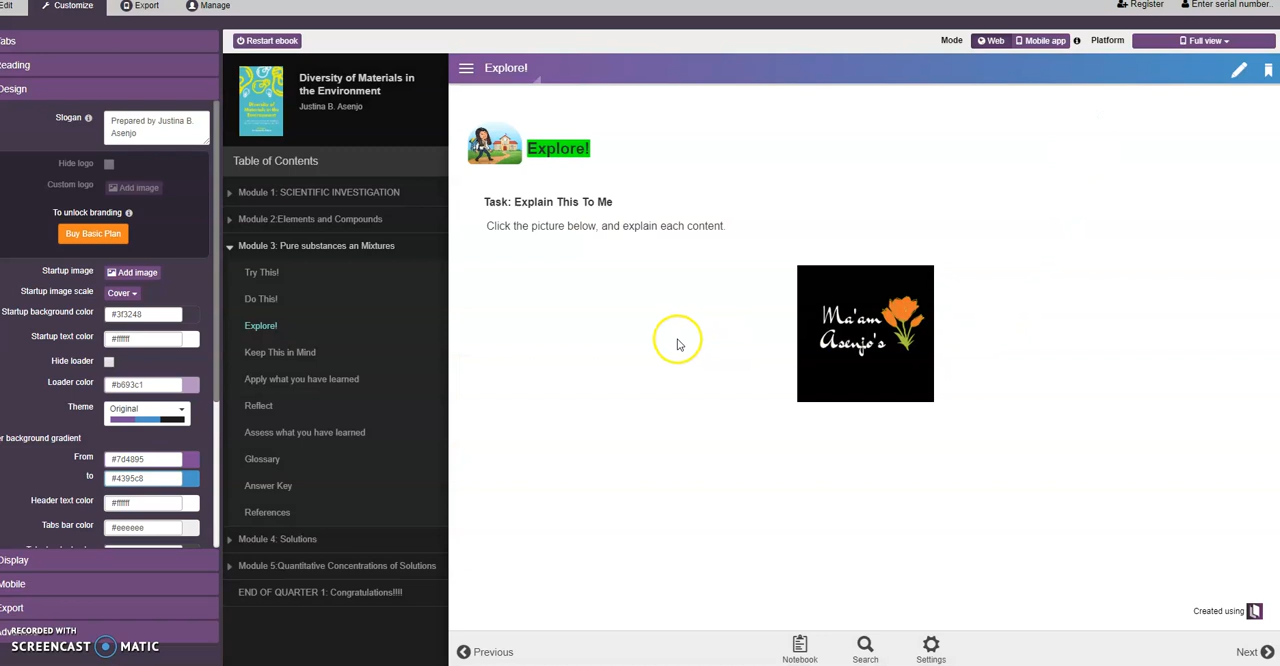 Edit
Customize
Export
Manage
Register
Enter serial number..
Tabs
Reading
Design
Slogan
Prepared by Justina B.
Asenjo
Hide logo
Custom logo
Add image
To unlock branding
Buy Basic Plan
Startup image
Add image
Startup image scale
Cover
Startup background color
#3f3248
Startup text color
#ffffff
Hide loader
Loader color
#b693c1
Theme
Original
er background gradient
From
#7d4895
to
#4395c8
Header text color
#ffffff
Tabs bar color
#eeeeee
Display
Mobile
Export
RECORDED WITH
SCREENCAST MATIC
Restart ebook
Mode
Web
Mobile app
Platform
Full view
Diversity of Materials in
the Environment
Justina B. Asenjo
Table of Contents
Module 1: SCIENTIFIC INVESTIGATION
Module 2:Elements and Compounds
Module 3: Pure substances an Mixtures
Try This!
Do This!
Explore!
Keep This in Mind
Apply what you have learned
Reflect
Assess what you have learned
Glossary
Answer Key
References
Module 4: Solutions
Module 5:Quantitative Concentrations of Solutions
END OF QUARTER 1: Congratulations!!!!
Explore!
Explore!
Task: Explain This To Me
Click the picture below, and explain each content.
Ma'am
Asenjo's
Created using
Previous
Notebook
Search
Settings
Next